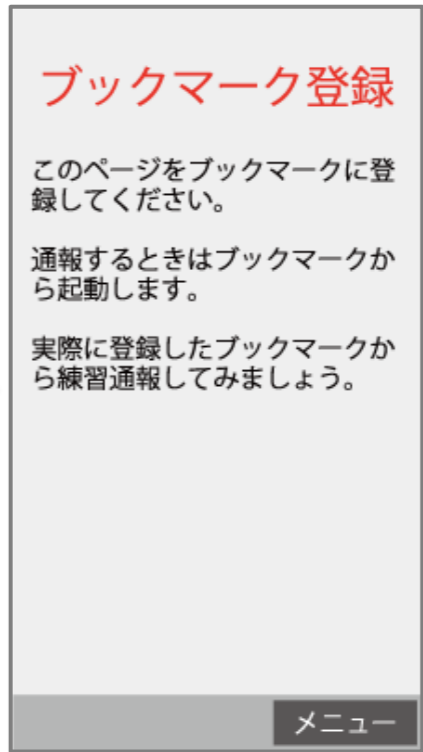 ブックマーク登録
このページをブックマークに登
録してください。
通報するときはブックマークか
ら起動します。
実際に登録したブックマークか
ら練習通報してみましょう。
メニュー